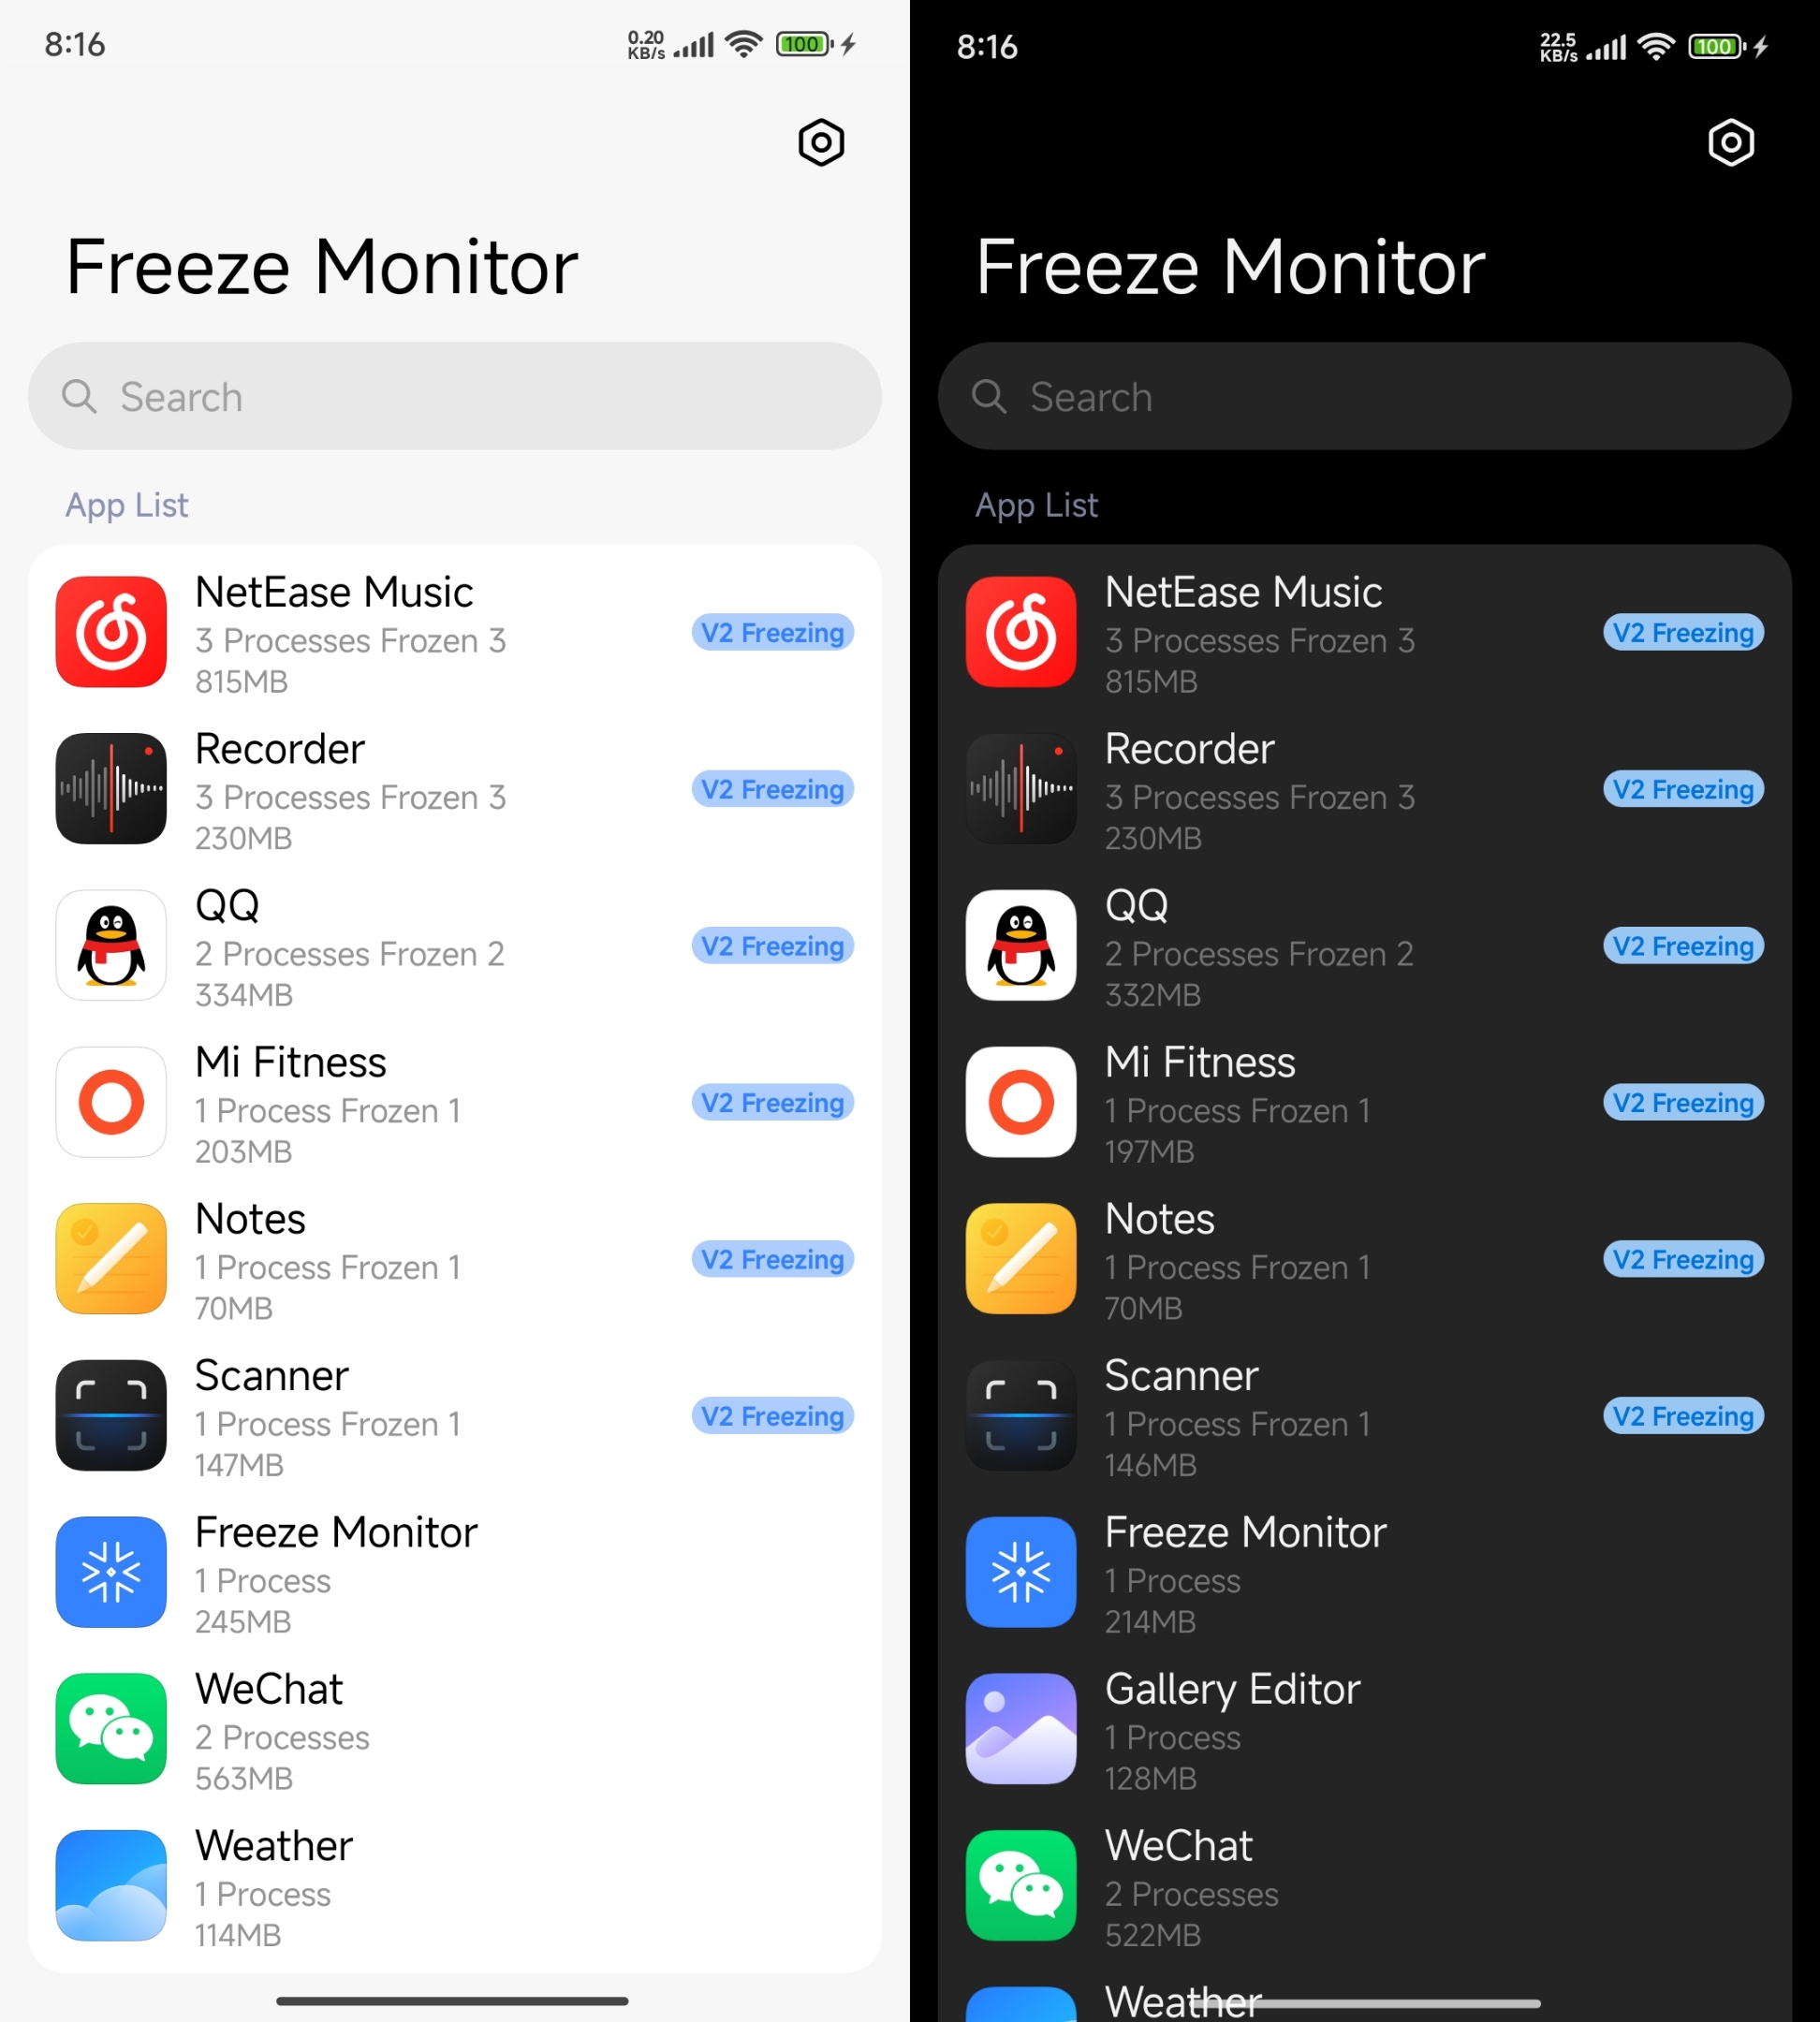 8:16
0.20
KB/s
100
Freeze Monitor
Search
App List
NetEase Music
3 Processes Frozen 3
815MB
V2 Freezing
Recorder
3 Processes Frozen 3
230MB
V2 Freezing
QQ
2 Processes Frozen 2
334MB
V2 Freezing
Mi Fitness
1 Process Frozen 1
203MB
V2 Freezing
Notes
1 Process Frozen 1
70MB
V2 Freezing
Scanner
1 Process Frozen 1
147MB
V2 Freezing
Freeze Monitor
1 Process
245MB
WeChat
2 Processes
563MB
Weather
1 Process
114MB
8:16
22.5
KB/s
100
Freeze Monitor
Search
App List
NetEase Music
3 Processes Frozen 3
815MB
V2 Freezing
Recorder
3 Processes Frozen 3
230MB
V2 Freezing
QQ
2 Processes Frozen 2
332MB
V2 Freezing
Mi Fitness
1 Process Frozen 1
197MB
V2 Freezing
Notes
1 Process Frozen 1
70MB
V2 Freezing
Scanner
1 Process Frozen 1
146MB
V2 Freezing
Freeze Monitor
1 Process
214MB
Gallery Editor
1 Process
128MB
WeChat
2 Processes
522MB
Weather